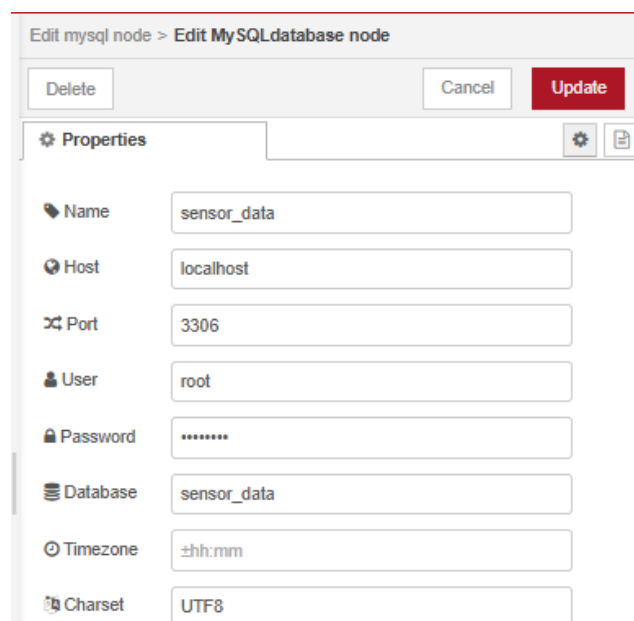 Edit mysql node > Edit MySQLdatabase node
Delete Cancel Update
Properties
Name sensor_data
Host localhost
Port 3306
User root
Password ••••••••
Database sensor_data
Timezone ±hh:mm
Charset UTF8